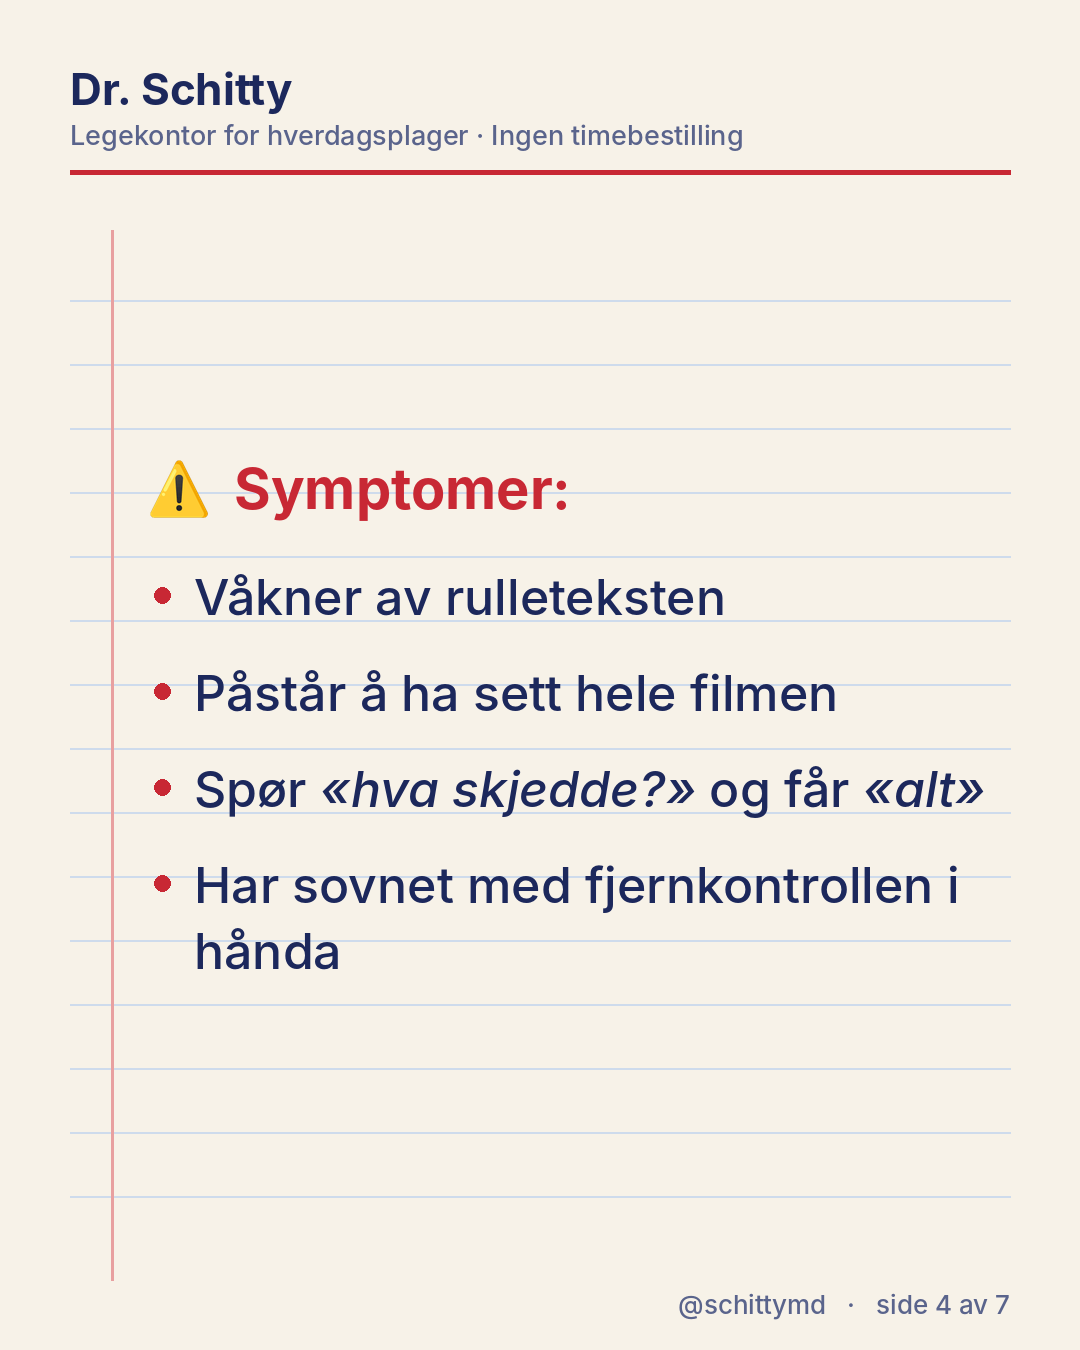 Dr. Schitty
Legekontor for hverdagsplager · Ingen timebestilling
⚠️ Symptomer:
• Våkner av rulleteksten
• Påstår å ha sett hele filmen
• Spør «hva skjedde?» og får «alt»
• Har sovnet med fjernkontrollen i
hånda
@schittymd · side 4 av 7